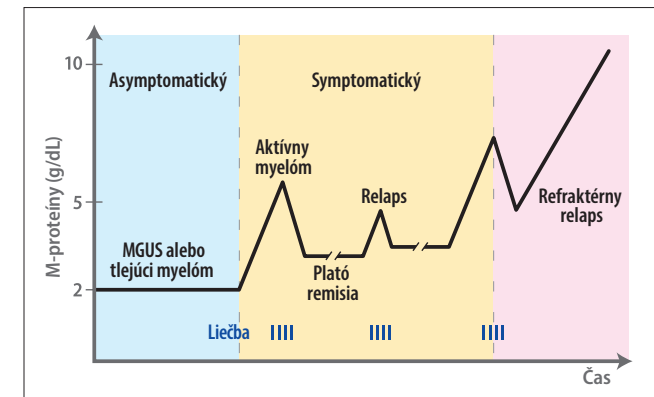 10
Asymptomatický
Symptomatický
M-proteíny (g/dL)
Aktívny
myelóm
5
Relaps
Refraktérny
relaps
MGUS alebo
tlejúci myelóm
Plató
remisia
2
Liečba
Čas